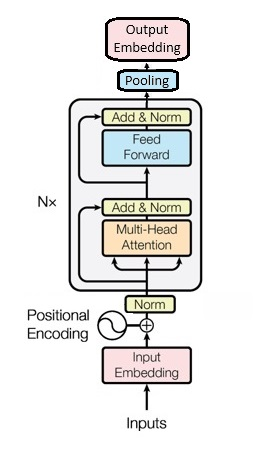 Output
Embedding
Pooling
Add & Norm
Feed
Forward
Nx
Add & Norm
Multi-Head
Attention
Norm
Positional
Encoding
Input
Embedding
Inputs